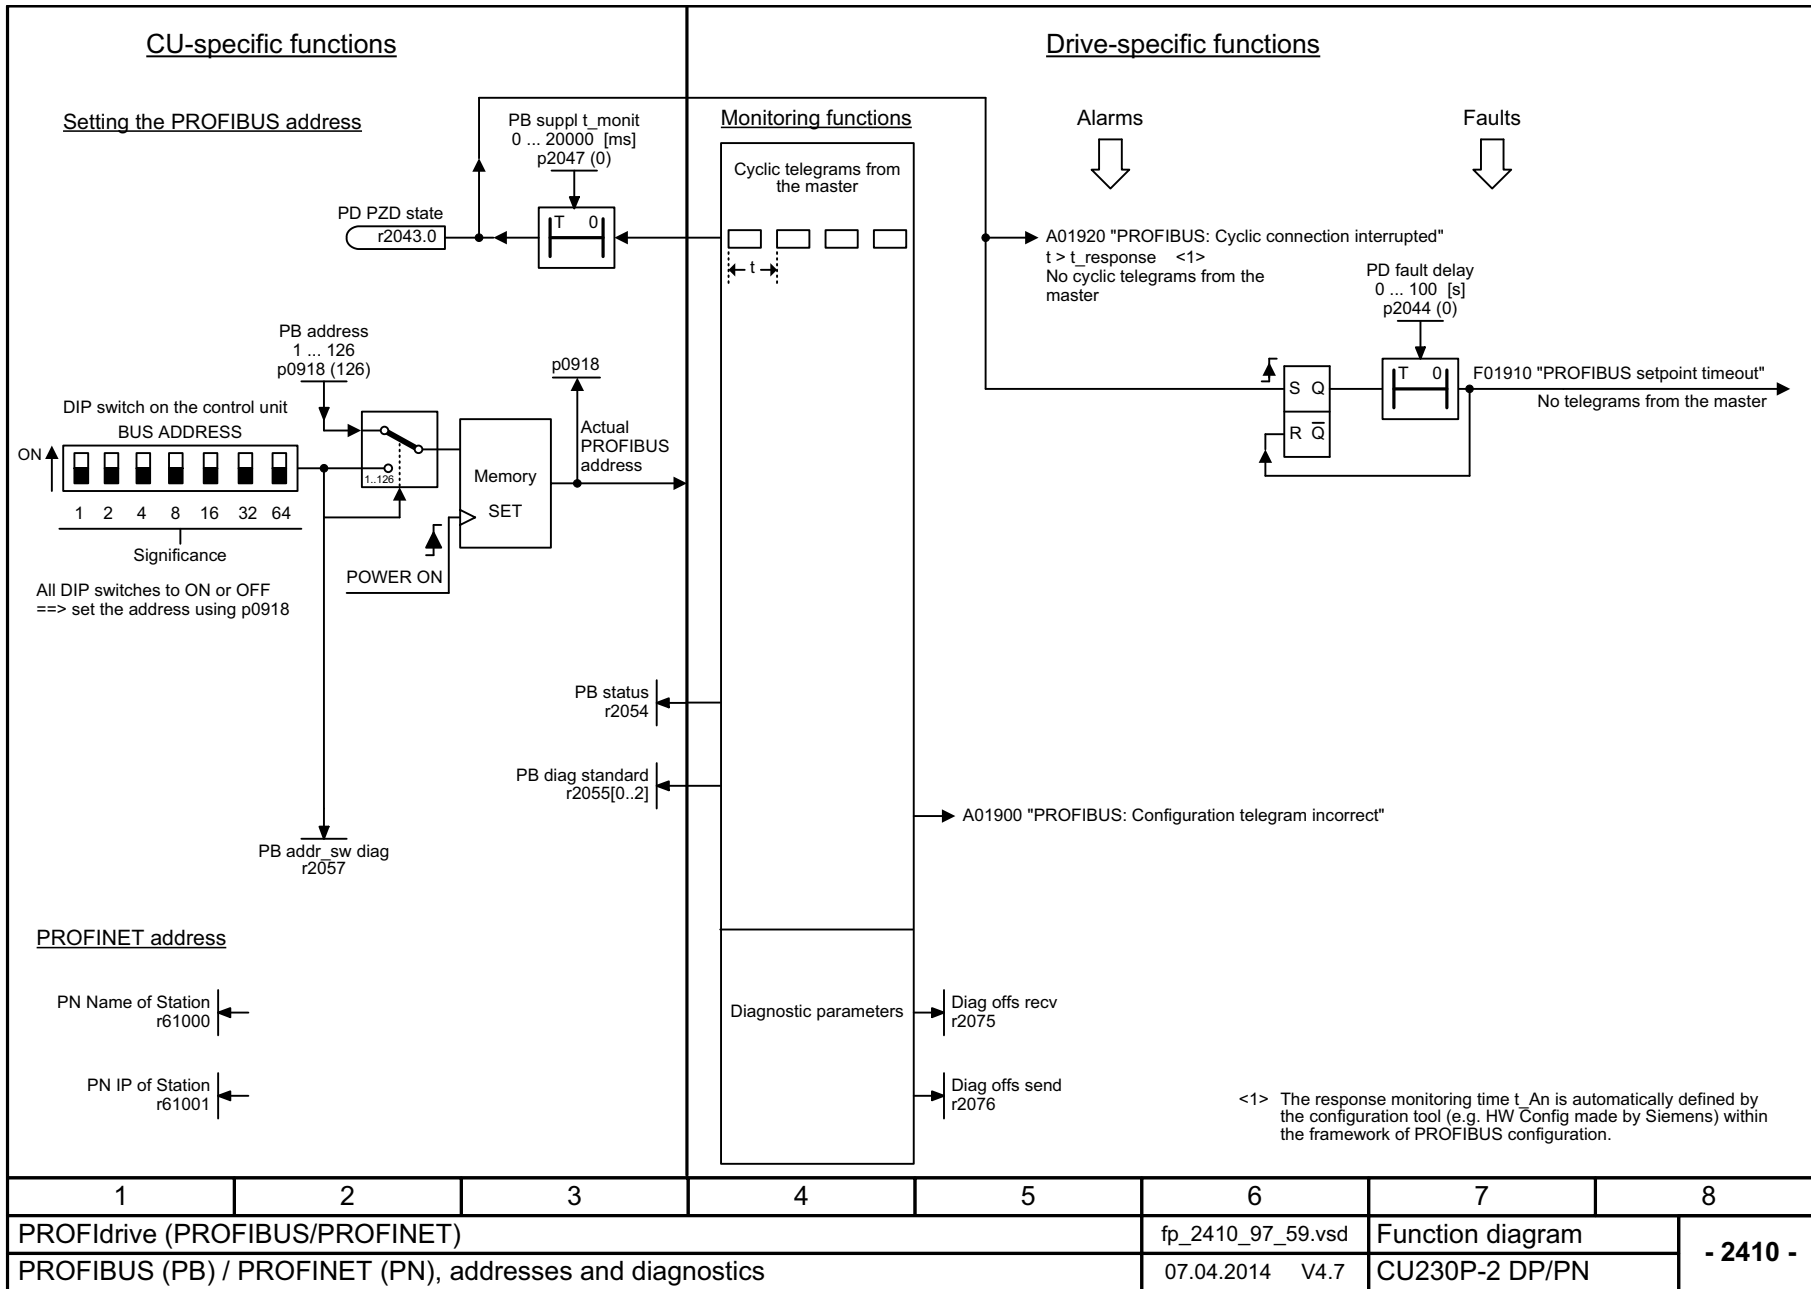 CU-specific functions
Drive-specific functions
Setting the PROFIBUS address
PB suppl t_monit
0 ... 20000 [ms]
p2047 (0)
T 0
PD PZD state
r2043.0
Monitoring functions
Cyclic telegrams from
the master
t
Alarms
Faults
A01920 "PROFIBUS: Cyclic connection interrupted"
t > t_response <1>
No cyclic telegrams from the
master
PD fault delay
0 ... 100 [s]
p2044 (0)
T 0
S Q
R Q̅
F01910 "PROFIBUS setpoint timeout"
No telegrams from the master
PB address
1 ... 126
p0918 (126)
DIP switch on the control unit
BUS ADDRESS
ON
1 2 4 8 16 32 64
Significance
All DIP switches to ON or OFF
==> set the address using p0918
1..126
Memory
SET
POWER ON
p0918
Actual
PROFIBUS
address
PB status
r2054
PB diag standard
r2055[0..2]
A01900 "PROFIBUS: Configuration telegram incorrect"
PB addr_sw diag
r2057
PROFINET address
PN Name of Station
r61000
PN IP of Station
r61001
Diagnostic parameters
Diag offs recv
r2075
Diag offs send
r2076
<1> The response monitoring time t_An is automatically defined by
the configuration tool (e.g. HW Config made by Siemens) within
the framework of PROFIBUS configuration.
1 2 3 4 5 6 7 8
PROFIdrive (PROFIBUS/PROFINET)
fp_2410_97_59.vsd
Function diagram
- 2410 -
PROFIBUS (PB) / PROFINET (PN), addresses and diagnostics
07.04.2014 V4.7
CU230P-2 DP/PN